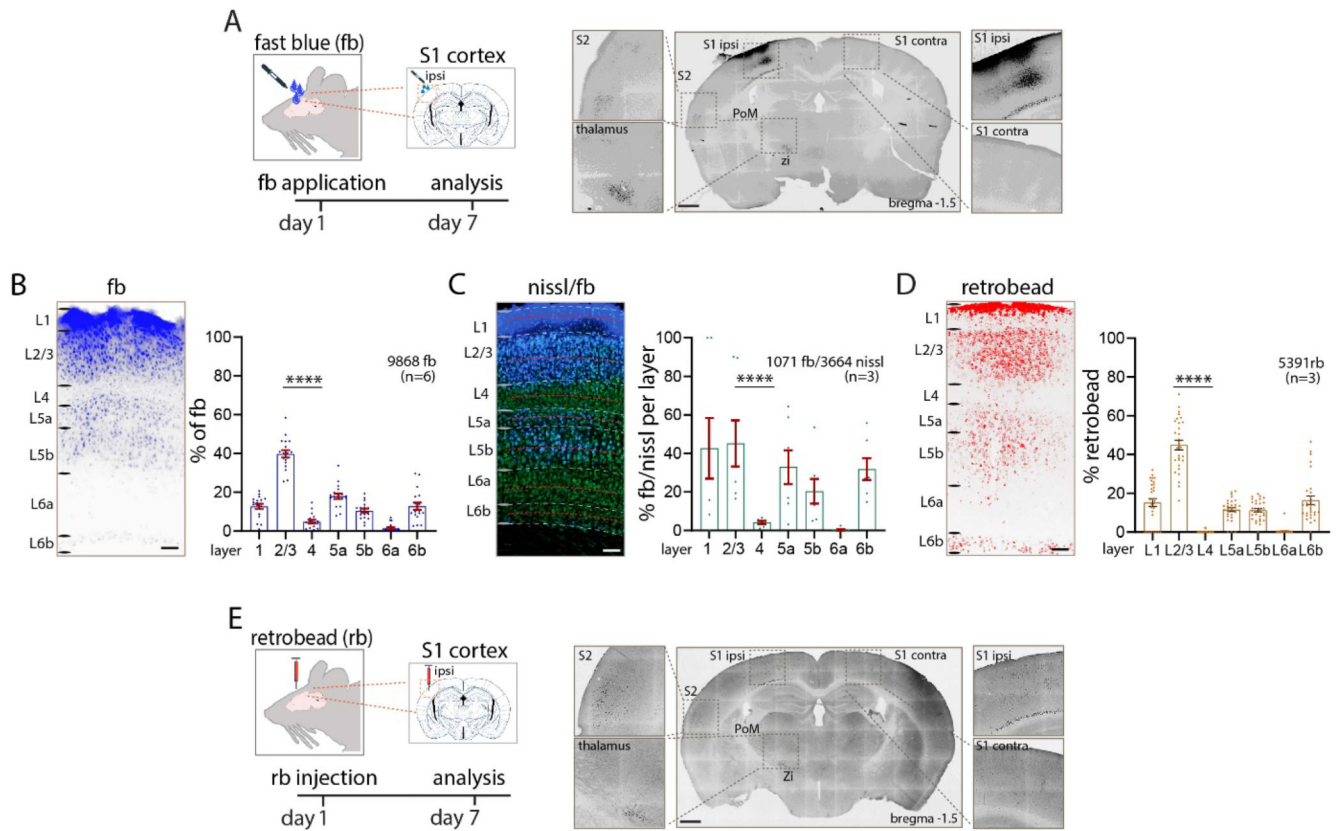 A
fast blue (fb)
S1 cortex
ipsi
fb application
analysis
day 1
day 7
S2
thalamus
S1 ipsi
S1 contra
S2
PoM
zi
bregma -1.5
S1 ipsi
S1 contra
B
fb
L1
L2/3
L4
L5a
L5b
L6a
L6b
% of fb
100
80
60
40
20
0
9868 fb
(n=6)
****
layer 1 2/3 4 5a 5b 6a 6b
C
nissl/fb
L1
L2/3
L4
L5a
L5b
L6a
L6b
% fb/nissl per layer
100
80
60
40
20
0
1071 fb/3664 nissl
(n=3)
****
layer 1 2/3 4 5a 5b 6a 6b
D
retrobead
L1
L2/3
L4
L5a
L5b
L6a
L6b
% retrobead
100
80
60
40
20
0
5391rb
(n=3)
****
layer L1 L2/3 L4 L5a L5b L6a L6b
E
retrobead (rb)
S1 cortex
ipsi
rb injection
analysis
day 1
day 7
S2
thalamus
S1 ipsi
S1 contra
S2
PoM
Zi
bregma -1.5
S1 ipsi
S1 contra